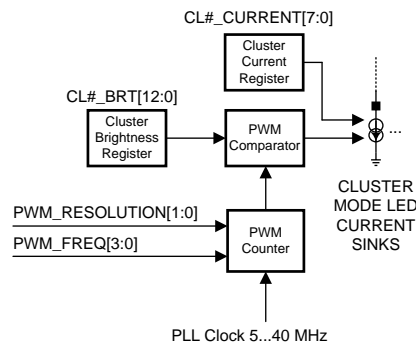 CL#_CURRENT[7:0]
Cluster
Current
Register
CL#_BRT[12:0]
Cluster
Brightness
Register
PWM
Comparator
...
CLUSTER
MODE LED
CURRENT
SINKS
PWM_RESOLUTION[1:0]
PWM_FREQ[3:0]
PWM
Counter
PLL Clock 5...40 MHz